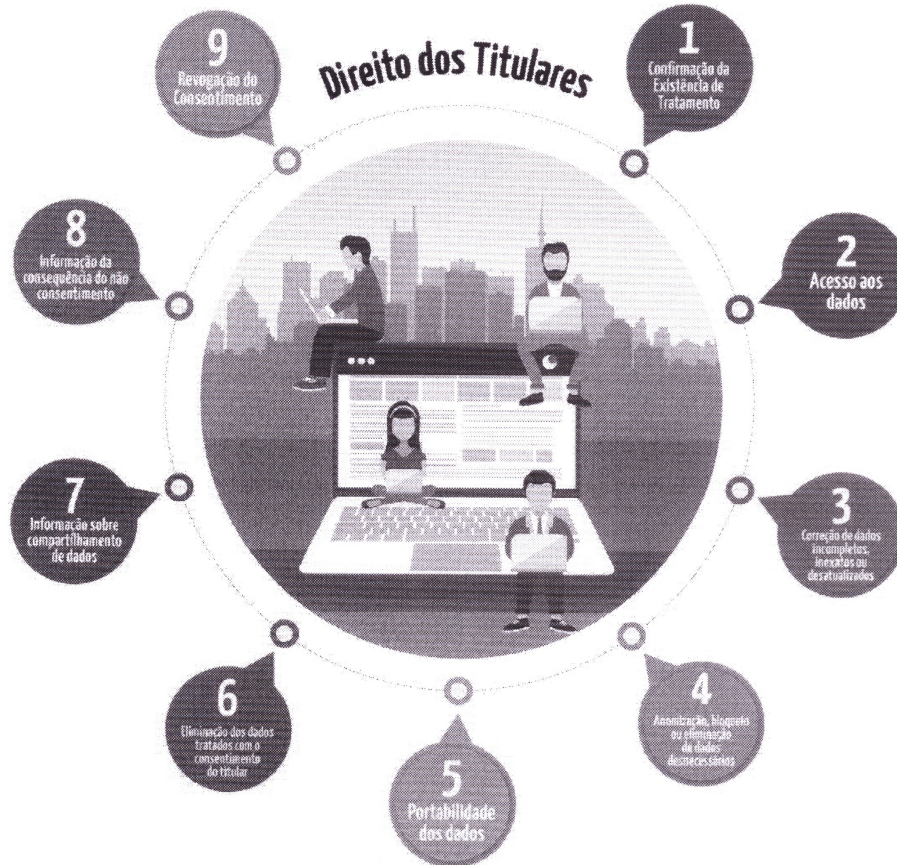 Direito dos Titulares
1
Confirmação da
Existência de
Tratamento
2
Acesso aos
dados
3
Correção de dados
incompletos,
inexatos ou
desatualizados
4
Anonização, bloqueio
ou eliminação
de dados
desnecessários
5
Portabilidade
dos dados
6
Eliminação dos dados
tratados com o
consentimento
do titular
7
Informação sobre
compartilhamento
de dados
8
Informação da
consequência do não
consentimento
9
Revogação do
Consentimento